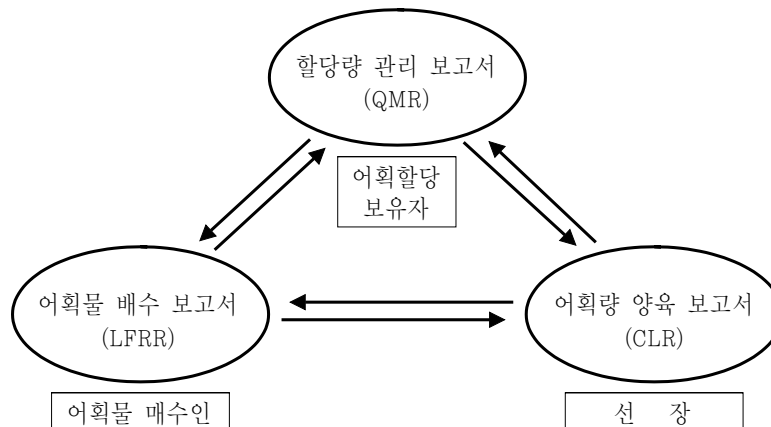 할당량 관리 보고서
(QMR)
어획할당
보유자
어획물 배수 보고서
(LFRR)
어획물 매수인
어획량 양육 보고서
(CLR)
선 장